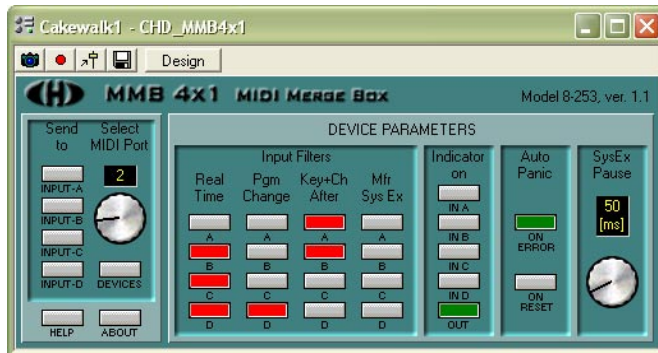 Cakewalk1 - CHD_MMB4x1
Design
CHD MMB 4x1 MIDI MERGE BOX Model 8-253, ver. 1.1
Send to
Select MIDI Port
2
INPUT-A
INPUT-B
INPUT-C
INPUT-D
DEVICES
HELP
ABOUT
DEVICE PARAMETERS
Input Filters
Real Time
Pgm Change
Key+Ch After
Mfr Sys Ex
A A A A
B B B B
C C C C
D D D D
Indicator on
IN A
IN B
IN C
IN D
OUT
Auto Panic
ON ERROR
ON RESET
SysEx Pause
50
[ms]